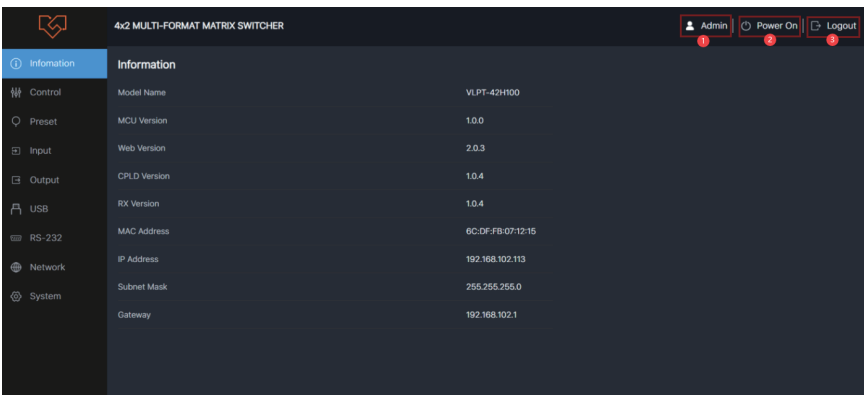 4x2 MULTI-FORMAT MATRIX SWITCHER
Admin
Power On
Logout
1
2
3
Infomation
Control
Preset
Input
Output
USB
RS-232
Network
System
Information
Model Name VLPT-42H100
MCU Version 1.0.0
Web Version 2.0.3
CPLD Version 1.0.4
RX Version 1.0.4
MAC Address 6C:DF:FB:07:12:15
IP Address 192.168.102.113
Subnet Mask 255.255.255.0
Gateway 192.168.102.1